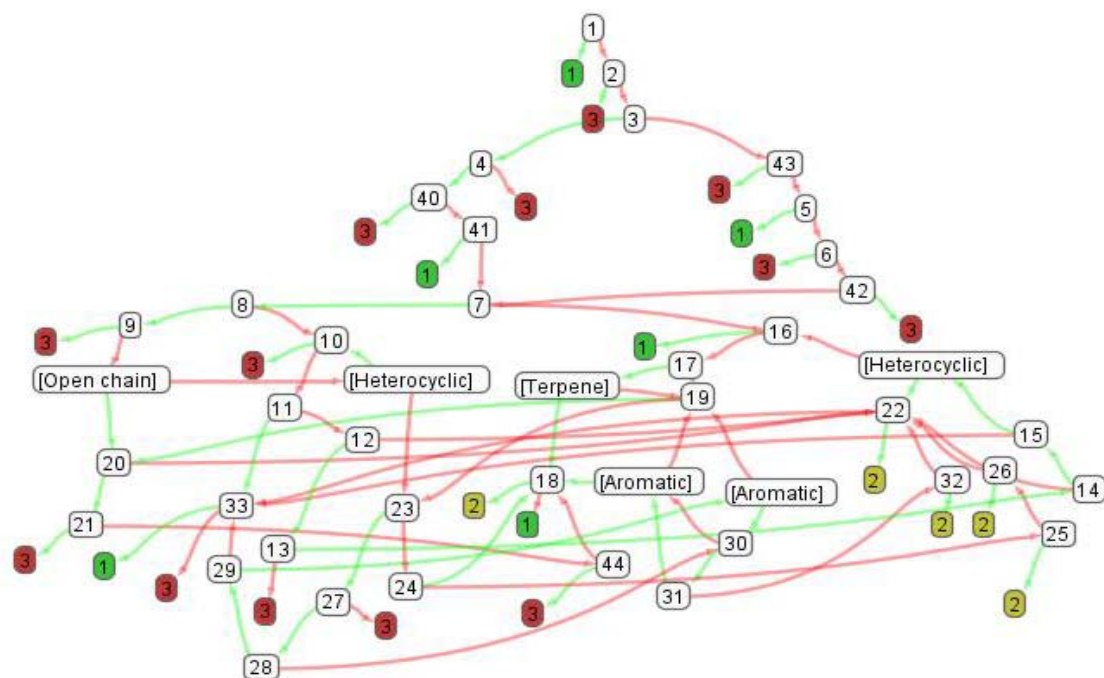 1
1 2
3 3
4 43
40 3 3
3 41 5
1 1 6
3 42
8 7
9 16 3
3 10 1
3 17
[Open chain] [Heterocyclic] [Terpene] [Heterocyclic]
11 19 22
12 15
20 26
18 [Aromatic] 2 32 14
2 [Aromatic]
33 23
21 1 2 2
13 30 25
3 1 29 44
3 24 31
3 27 3 3 2
28